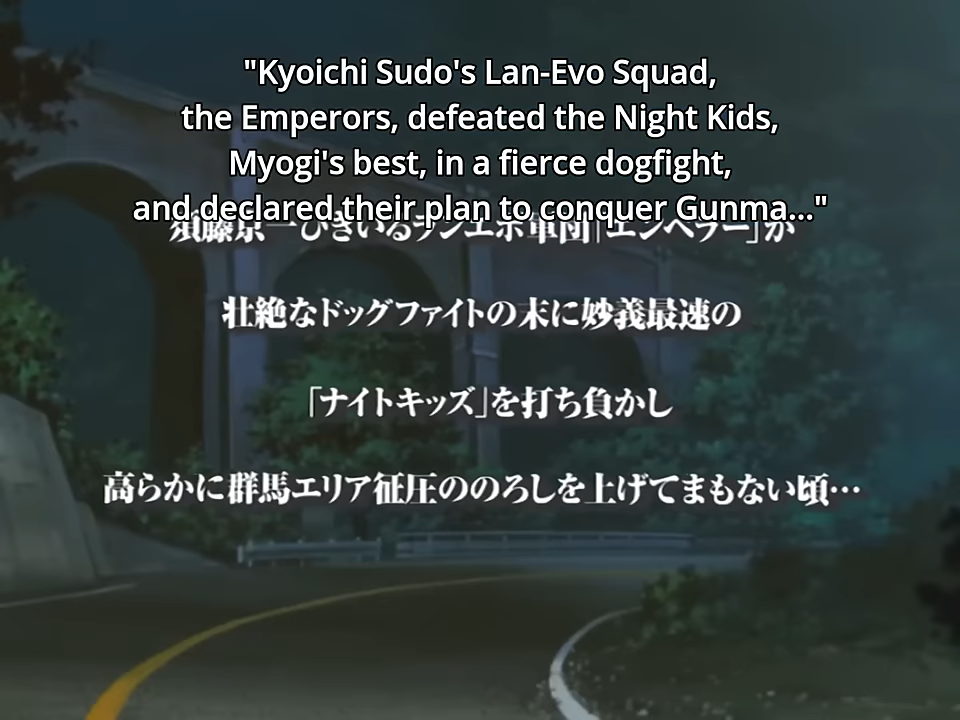 "Kyoichi Sudo's Lan-Evo Squad,
the Emperors, defeated the Night Kids,
Myogi's best, in a fierce dogfight,
and declared their plan to conquer Gunma..."
須藤京一ひきいるランエボ軍団「エンペラー」が
壮絶なドッグファイトの末に妙義最速の
「ナイトキッズ」を打ち負かし
高らかに群馬エリア征圧ののろしを上げてまもない頃…